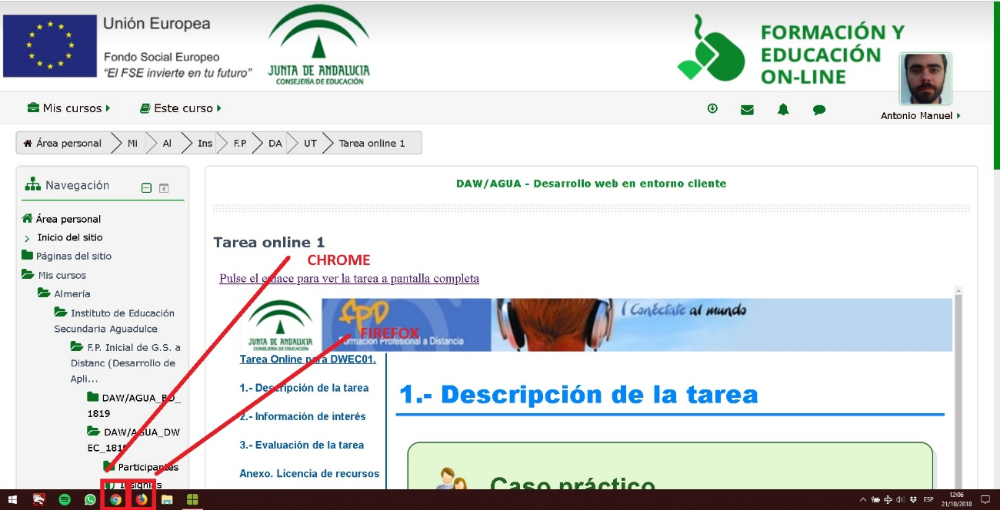 Unión Europea
Fondo Social Europeo
“El FSE invierte en tu futuro”
JUNTA DE ANDALUCIA
CONSEJERÍA DE EDUCACIÓN
FORMACIÓN Y
EDUCACIÓN
ON-LINE
Mis cursos
Este curso
Antonio Manuel
Área personal
Mi
Al
Ins
F.P
DA
UT
Tarea online 1
Navegación
Área personal
Inicio del sitio
Páginas del sitio
Mis cursos
Almería
Instituto de Educación
Secundaria Aguadulce
F.P. Inicial de G.S. a
Distanc (Desarrollo de
Apli...
DAW/AGUA_BD_
1819
DAW/AGUA_DW
EC_1819
Participantes
Insignias
DAW/AGUA - Desarrollo web en entorno cliente
Tarea online 1
CHROME
Pulse el enlace para ver la tarea a pantalla completa
JUNTA DE ANDALUCIA
CONSEJERÍA DE EDUCACIÓN
FPD
FIREFOX
Formación Profesional a Distancia
¡Conéctate al mundo
Tarea Online para DWEC01.
1.- Descripción de la tarea
2.- Información de interés
3.- Evaluación de la tarea
Anexo. Licencia de recursos
1.- Descripción de la tarea
Caso práctico
ESP
12:06
21/10/2018